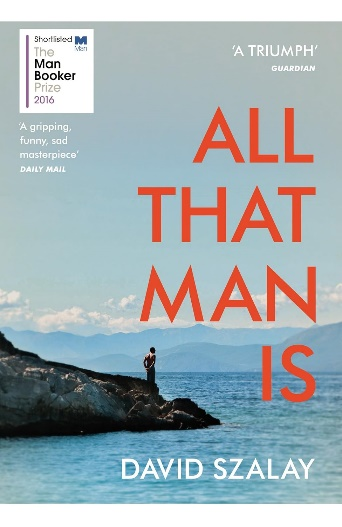 Shortlisted
Man
The
Man
Booker
Prize
2016
'A gripping,
funny, sad
masterpiece'
DAILY MAIL
'A TRIUMPH'
GUARDIAN
ALL
THAT
MAN
IS
DAVID SZALAY